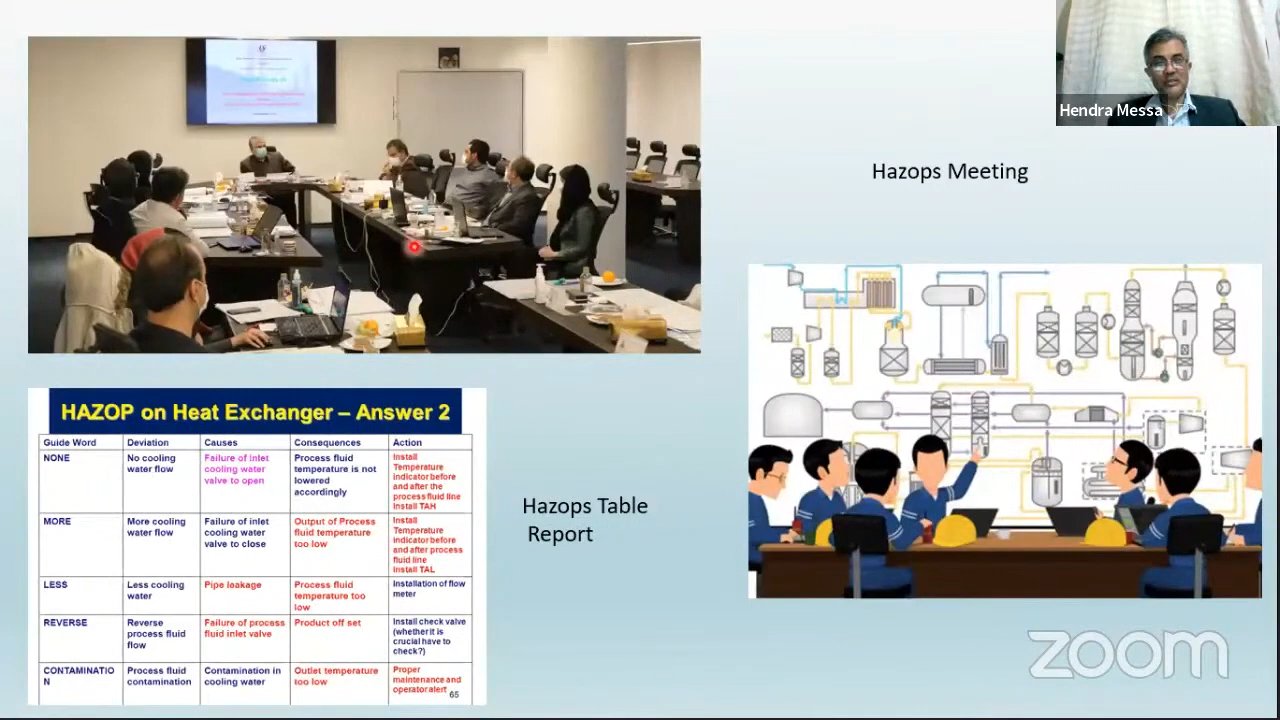 Hendra Messa
Hazops Meeting
HAZOP on Heat Exchanger – Answer 2
Guide Word Deviation Causes Consequences Action
NONE
No cooling
water flow
Failure of inlet
cooling water
valve to open
Process fluid
temperature is not
lowered
accordingly
Install
Temperature
indicator before
and after the
process fluid line
Install TAH
MORE
More cooling
water flow
Failure of inlet
cooling water
valve to close
Output of Process
fluid temperature
too low
Install
Temperature
indicator before
and after process
fluid line
Install TAL
LESS
Less cooling
water
Pipe leakage
Process fluid
temperature too
low
Installation of flow
meter
REVERSE
Reverse
process fluid
flow
Failure of process
fluid inlet valve
Product off set
Install check valve
(whether it is
crucial have to
check?)
CONTAMINATIO
N
Process fluid
contamination
Contamination in
cooling water
Outlet temperature
too low
Proper
maintenance and
operator alert
65
Hazops Table
Report
zoom